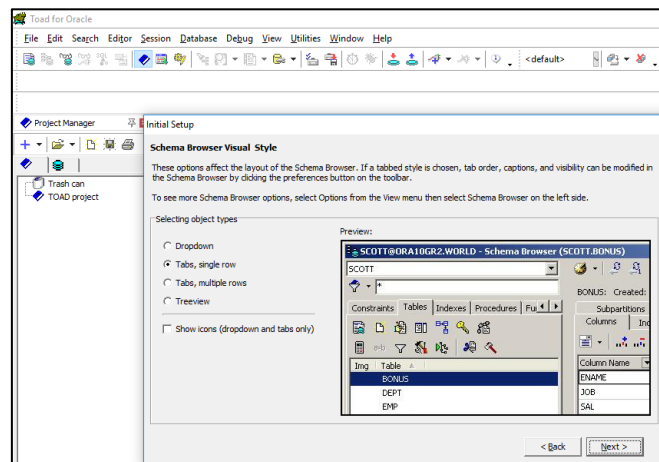 Toad for Oracle
File Edit Search Editor Session Database Debug View Utilities Window Help
<default>
Project Manager
Trash can
TOAD project
Initial Setup
Schema Browser Visual Style
These options affect the layout of the Schema Browser. If a tabbed style is chosen, tab order, captions, and visibility can be modified in
the Schema Browser by clicking the preferences button on the toolbar.
To see more Schema Browser options, select Options from the View menu then select Schema Browser on the left side.
Selecting object types
Dropdown
Tabs, single row
Tabs, multiple rows
Treeview
Show icons (dropdown and tabs only)
Preview:
SCOTT@ORA10GR2.WORLD - Schema Browser (SCOTT.BONUS)
SCOTT
*
BONUS: Created:
Constraints Tables Indexes Procedures Fu
Subpartitions
Columns In
Img Table
Column Name
BONUS
DEPT
EMP
ENAME
JOB
SAL
< Back Next >